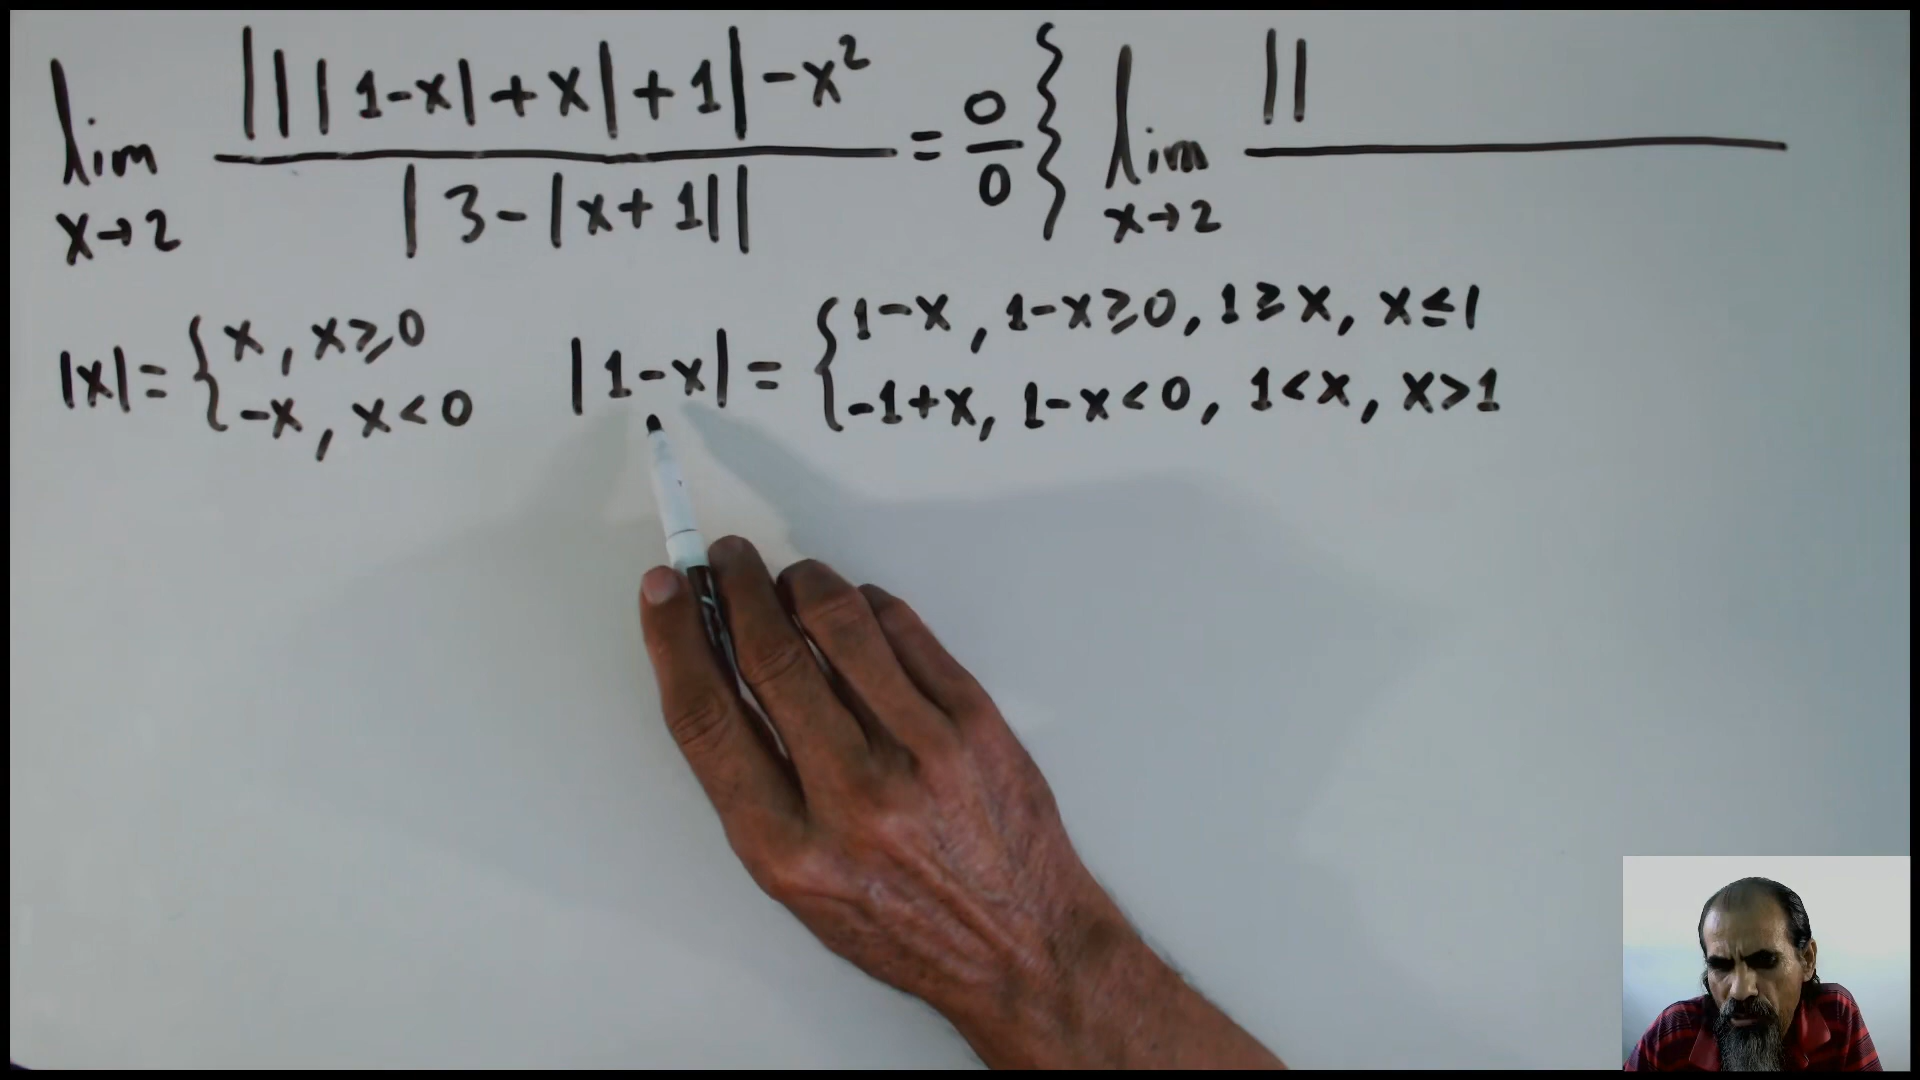 lim x→2 ||||1-x|+x|+1|-x² / |3-|x+1|| = 0/0 { lim x→2 ||
|x| = { x, x≥0
-x, x<0
|1-x| = { 1-x, 1-x≥0, 1≥x, x≤1
-1+x, 1-x<0, 1<x, x>1